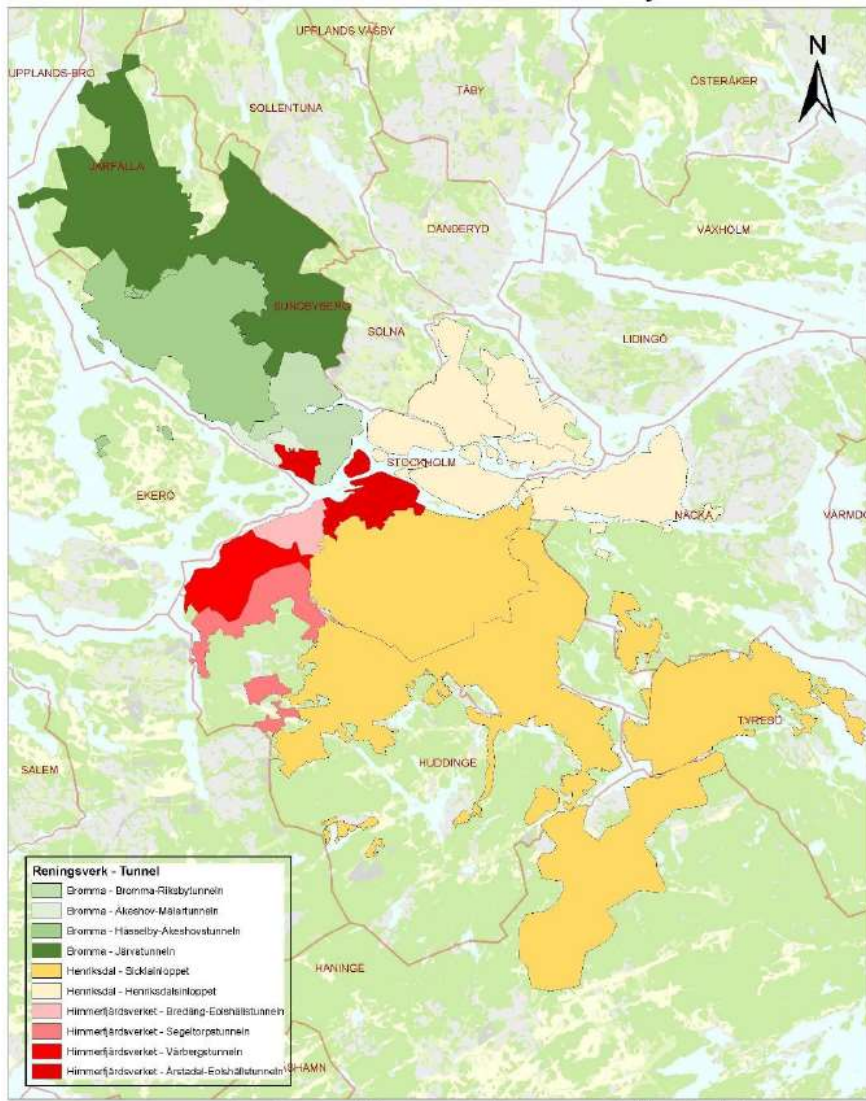 UPPLANDS VÄSBY
N
UPPLANDS-BRO
ÖSTERÅKER
TÄBY
SOLLENTUNA
JÄRFÄLLA
DANDERYD
VAXHOLM
SUNDBYBERG
SOLNA
LIDINGÖ
STOCKHOLM
EKERÖ
NACKA
VÄRMDÖ
TYRESÖ
HUDDINGE
SALEM
HANINGE
Reningsverk - Tunnel
Bromma - Bromma-Riksbytunneln
Bromma - Åkeshov-Mälartunneln
Bromma - Hässelby-Åkeshovstunneln
Bromma - Järvatunneln
Henriksdal - Sicklainloppet
Henriksdal - Henriksdalsinloppet
Himmerfjärdsverket - Bredäng-Eolshällstunneln
Himmerfjärdsverket - Segeltorpstunneln
Himmerfjärdsverket - Vårbergstunneln
Himmerfjärdsverket - Årstadal-Eolshällstunneln